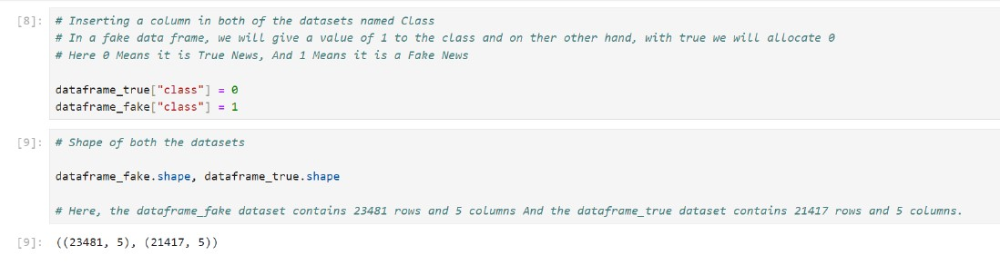 [8]: # Inserting a column in both of the datasets named Class
# In a fake data frame, we will give a value of 1 to the class and on ther other hand, with true we will allocate 0
# Here 0 Means it is True News, And 1 Means it is a Fake News
dataframe_true["class"] = 0
dataframe_fake["class"] = 1
[9]: # Shape of both the datasets
dataframe_fake.shape, dataframe_true.shape
# Here, the dataframe_fake dataset contains 23481 rows and 5 columns And the dataframe_true dataset contains 21417 rows and 5 columns.
[9]: ((23481, 5), (21417, 5))